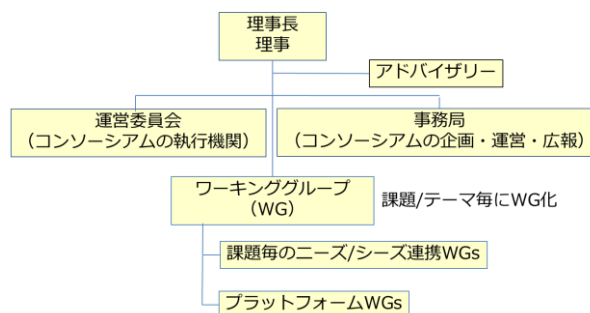 理事長
理事
アドバイザリー
運営委員会
（コンソーシアムの執行機関）
事務局
（コンソーシアムの企画・運営・広報）
ワーキンググループ
（WG）
課題/テーマ毎にWG化
課題毎のニーズ/シーズ連携WGs
プラットフォームWGs